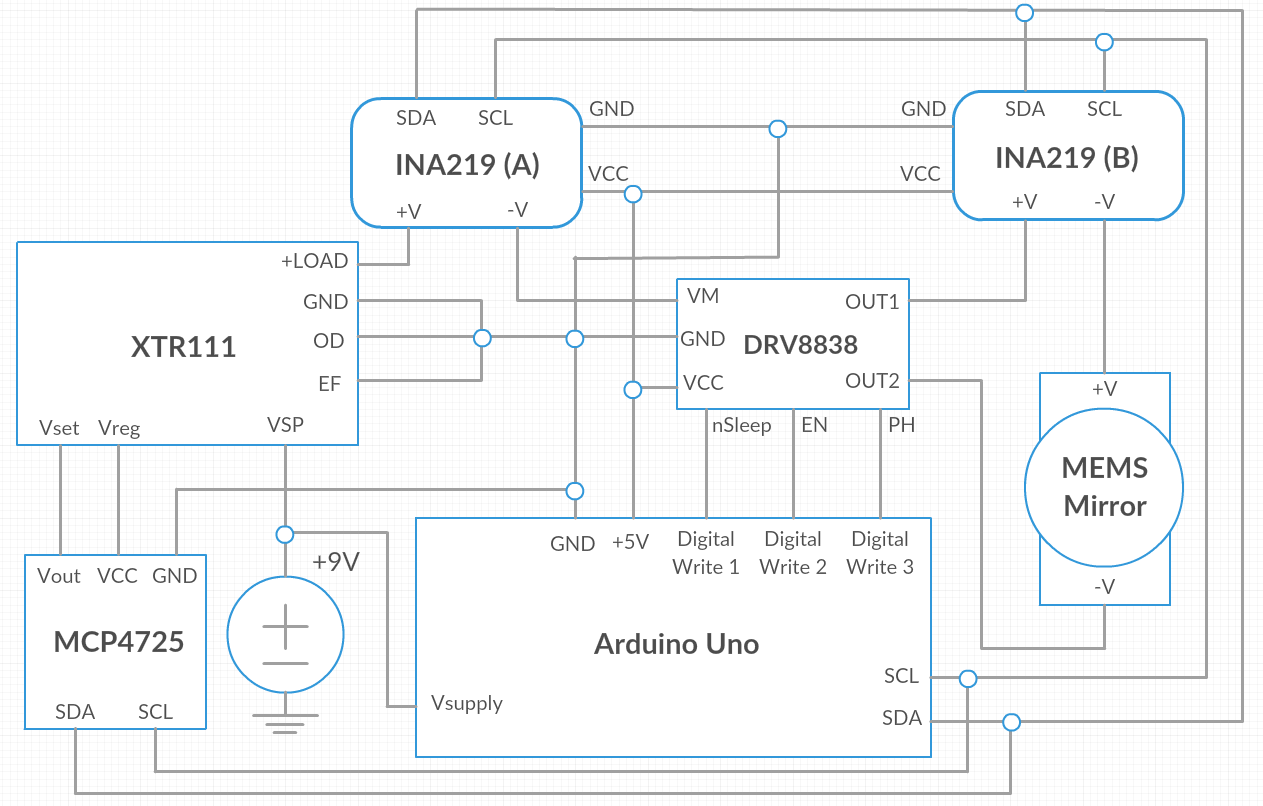 SDA
SCL
GND
INA219 (A)
VCC
+V
-V
GND
SDA
SCL
INA219 (B)
VCC
+V
-V
+LOAD
GND
XTR111
OD
EF
Vset
Vreg
VSP
VM
OUT1
GND
DRV8838
VCC
OUT2
nSleep
EN
PH
+V
MEMS
Mirror
-V
+9V
Vout
VCC
GND
MCP4725
SDA
SCL
GND
+5V
Digital
Write 1
Digital
Write 2
Digital
Write 3
Arduino Uno
Vsupply
SCL
SDA